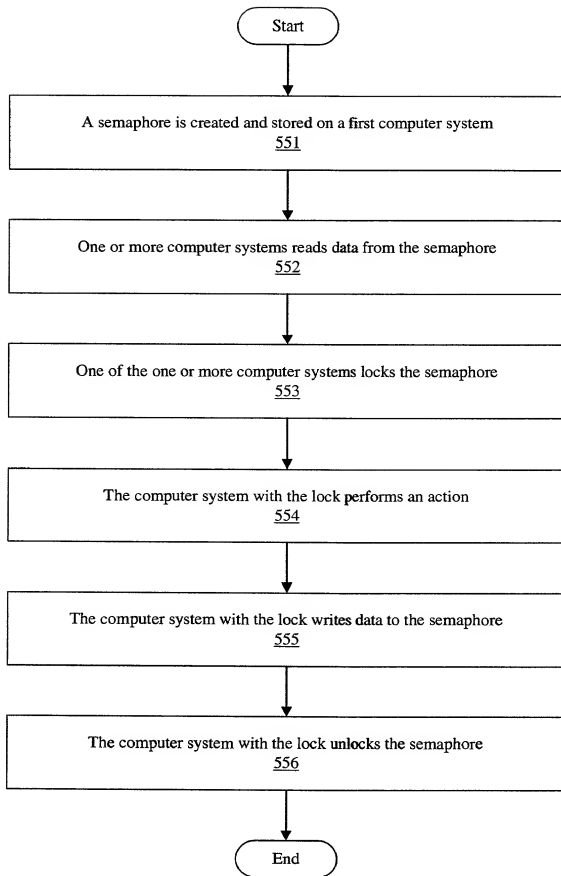 Start
A semaphore is created and stored on a first computer system
551
One or more computer systems reads data from the semaphore
552
One of the one or more computer systems locks the semaphore
553
The computer system with the lock performs an action
554
The computer system with the lock writes data to the semaphore
555
The computer system with the lock unlocks the semaphore
556
End